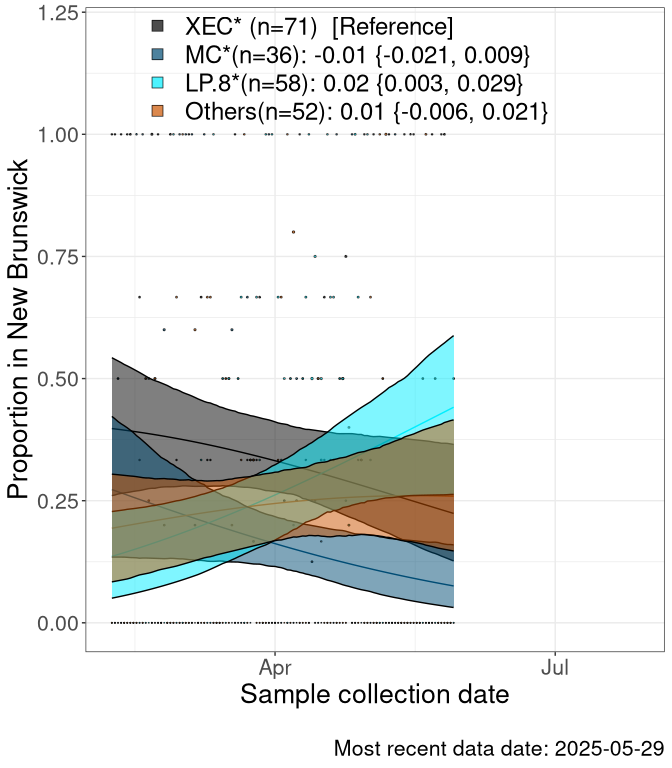 1.25
XEC* (n=71)  [Reference]
MC*(n=36): -0.01 {-0.021, 0.009}
LP.8*(n=58): 0.02 {0.003, 0.029}
Others(n=52): 0.01 {-0.006, 0.021}
1.00
0.75
0.50
0.25
0.00
Proportion in New Brunswick
Apr
Jul
Sample collection date
Most recent data date: 2025-05-29